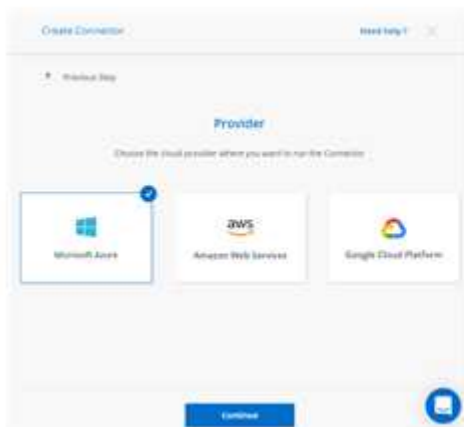 Create Connector
Need help?
Previous Step
Provider
Choose the cloud provider where you want to run the Connector
aws
Microsoft Azure
Amazon Web Services
Google Cloud Platform
Continue